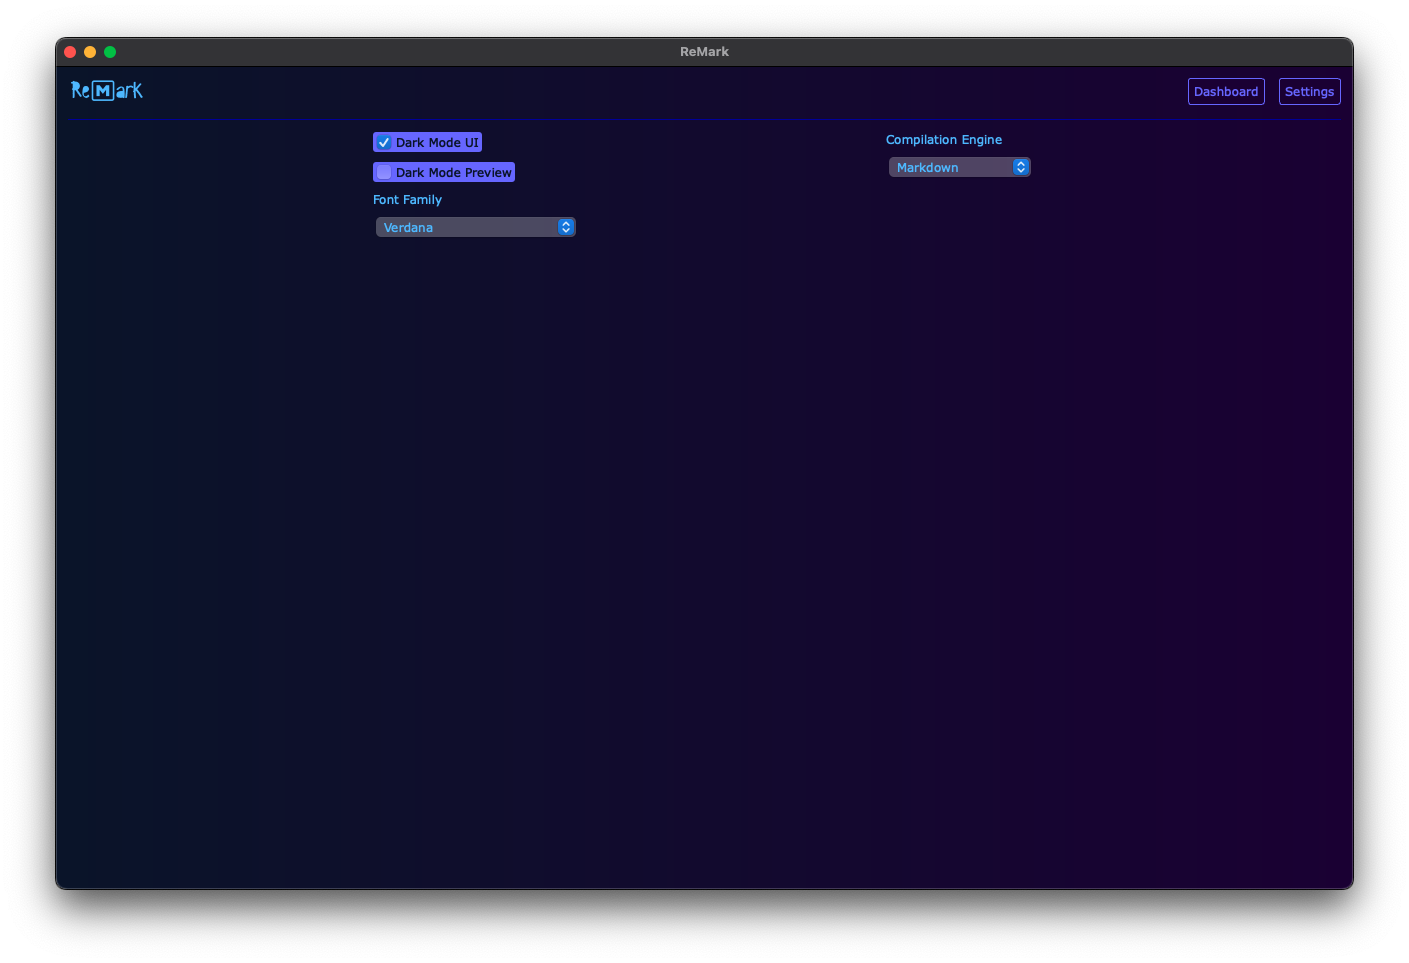 ReMark
ReMark
Dashboard
Settings
Dark Mode UI
Dark Mode Preview
Font Family
Verdana
Compilation Engine
Markdown